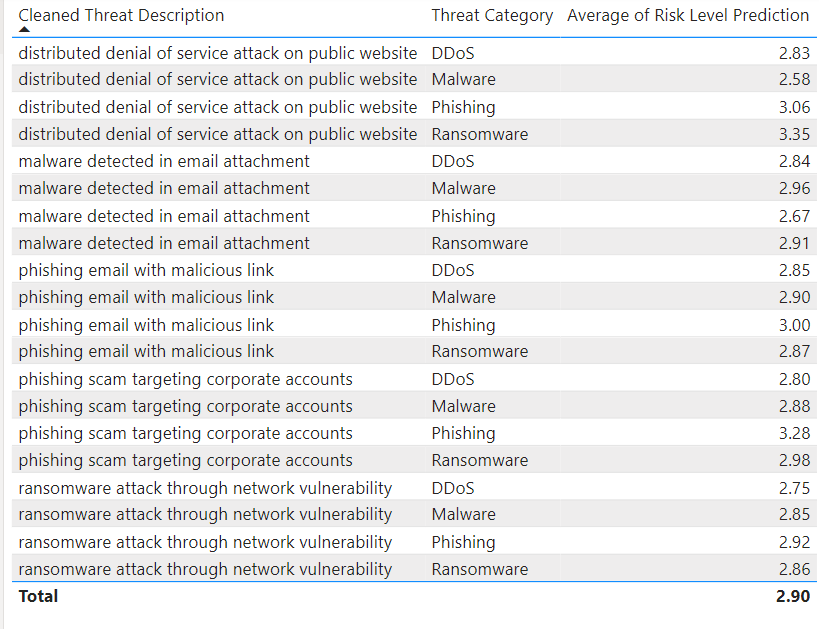 Cleaned Threat Description Threat Category Average of Risk Level Prediction
distributed denial of service attack on public website DDoS 2.83
distributed denial of service attack on public website Malware 2.58
distributed denial of service attack on public website Phishing 3.06
distributed denial of service attack on public website Ransomware 3.35
malware detected in email attachment DDoS 2.84
malware detected in email attachment Malware 2.96
malware detected in email attachment Phishing 2.67
malware detected in email attachment Ransomware 2.91
phishing email with malicious link DDoS 2.85
phishing email with malicious link Malware 2.90
phishing email with malicious link Phishing 3.00
phishing email with malicious link Ransomware 2.87
phishing scam targeting corporate accounts DDoS 2.80
phishing scam targeting corporate accounts Malware 2.88
phishing scam targeting corporate accounts Phishing 3.28
phishing scam targeting corporate accounts Ransomware 2.98
ransomware attack through network vulnerability DDoS 2.75
ransomware attack through network vulnerability Malware 2.85
ransomware attack through network vulnerability Phishing 2.92
ransomware attack through network vulnerability Ransomware 2.86
Total 2.90